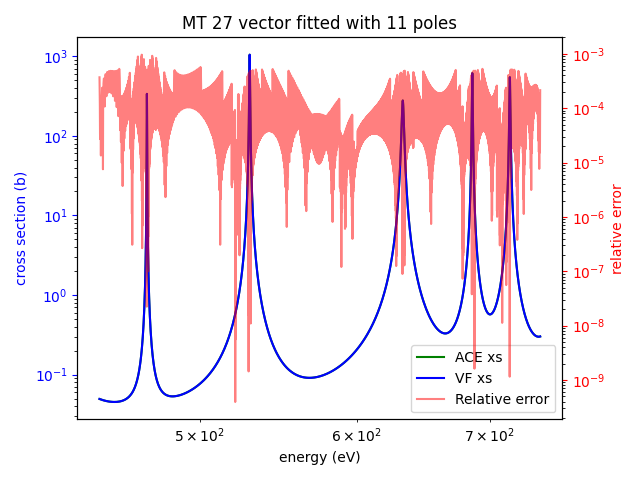 MT 27 vector fitted with 11 poles
cross section (b)
10³
10²
10¹
10⁰
10⁻¹
10⁻³
10⁻⁴
10⁻⁵
10⁻⁶
10⁻⁷
10⁻⁸
10⁻⁹
relative error
ACE xs
VF xs
Relative error
5 × 10² 6 × 10² 7 × 10²
energy (eV)